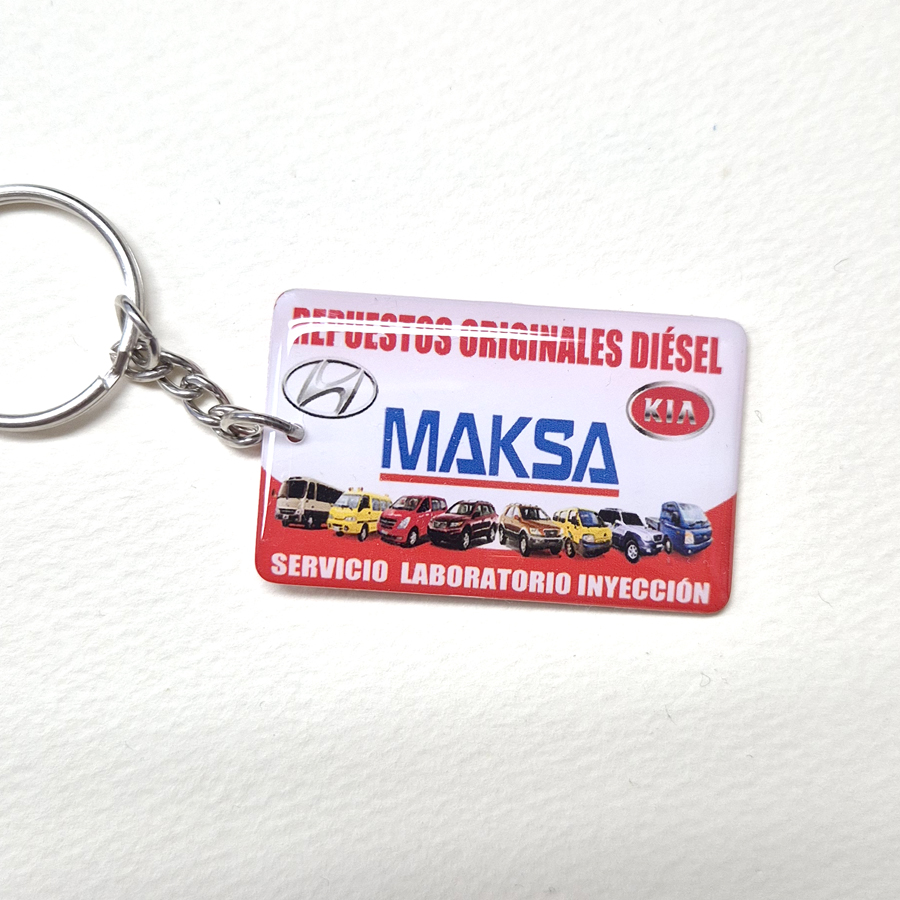 REPUESTOS ORIGINALES DIÉSEL
KIA
MAKSA
SERVICIO LABORATORIO INYECCIÓN